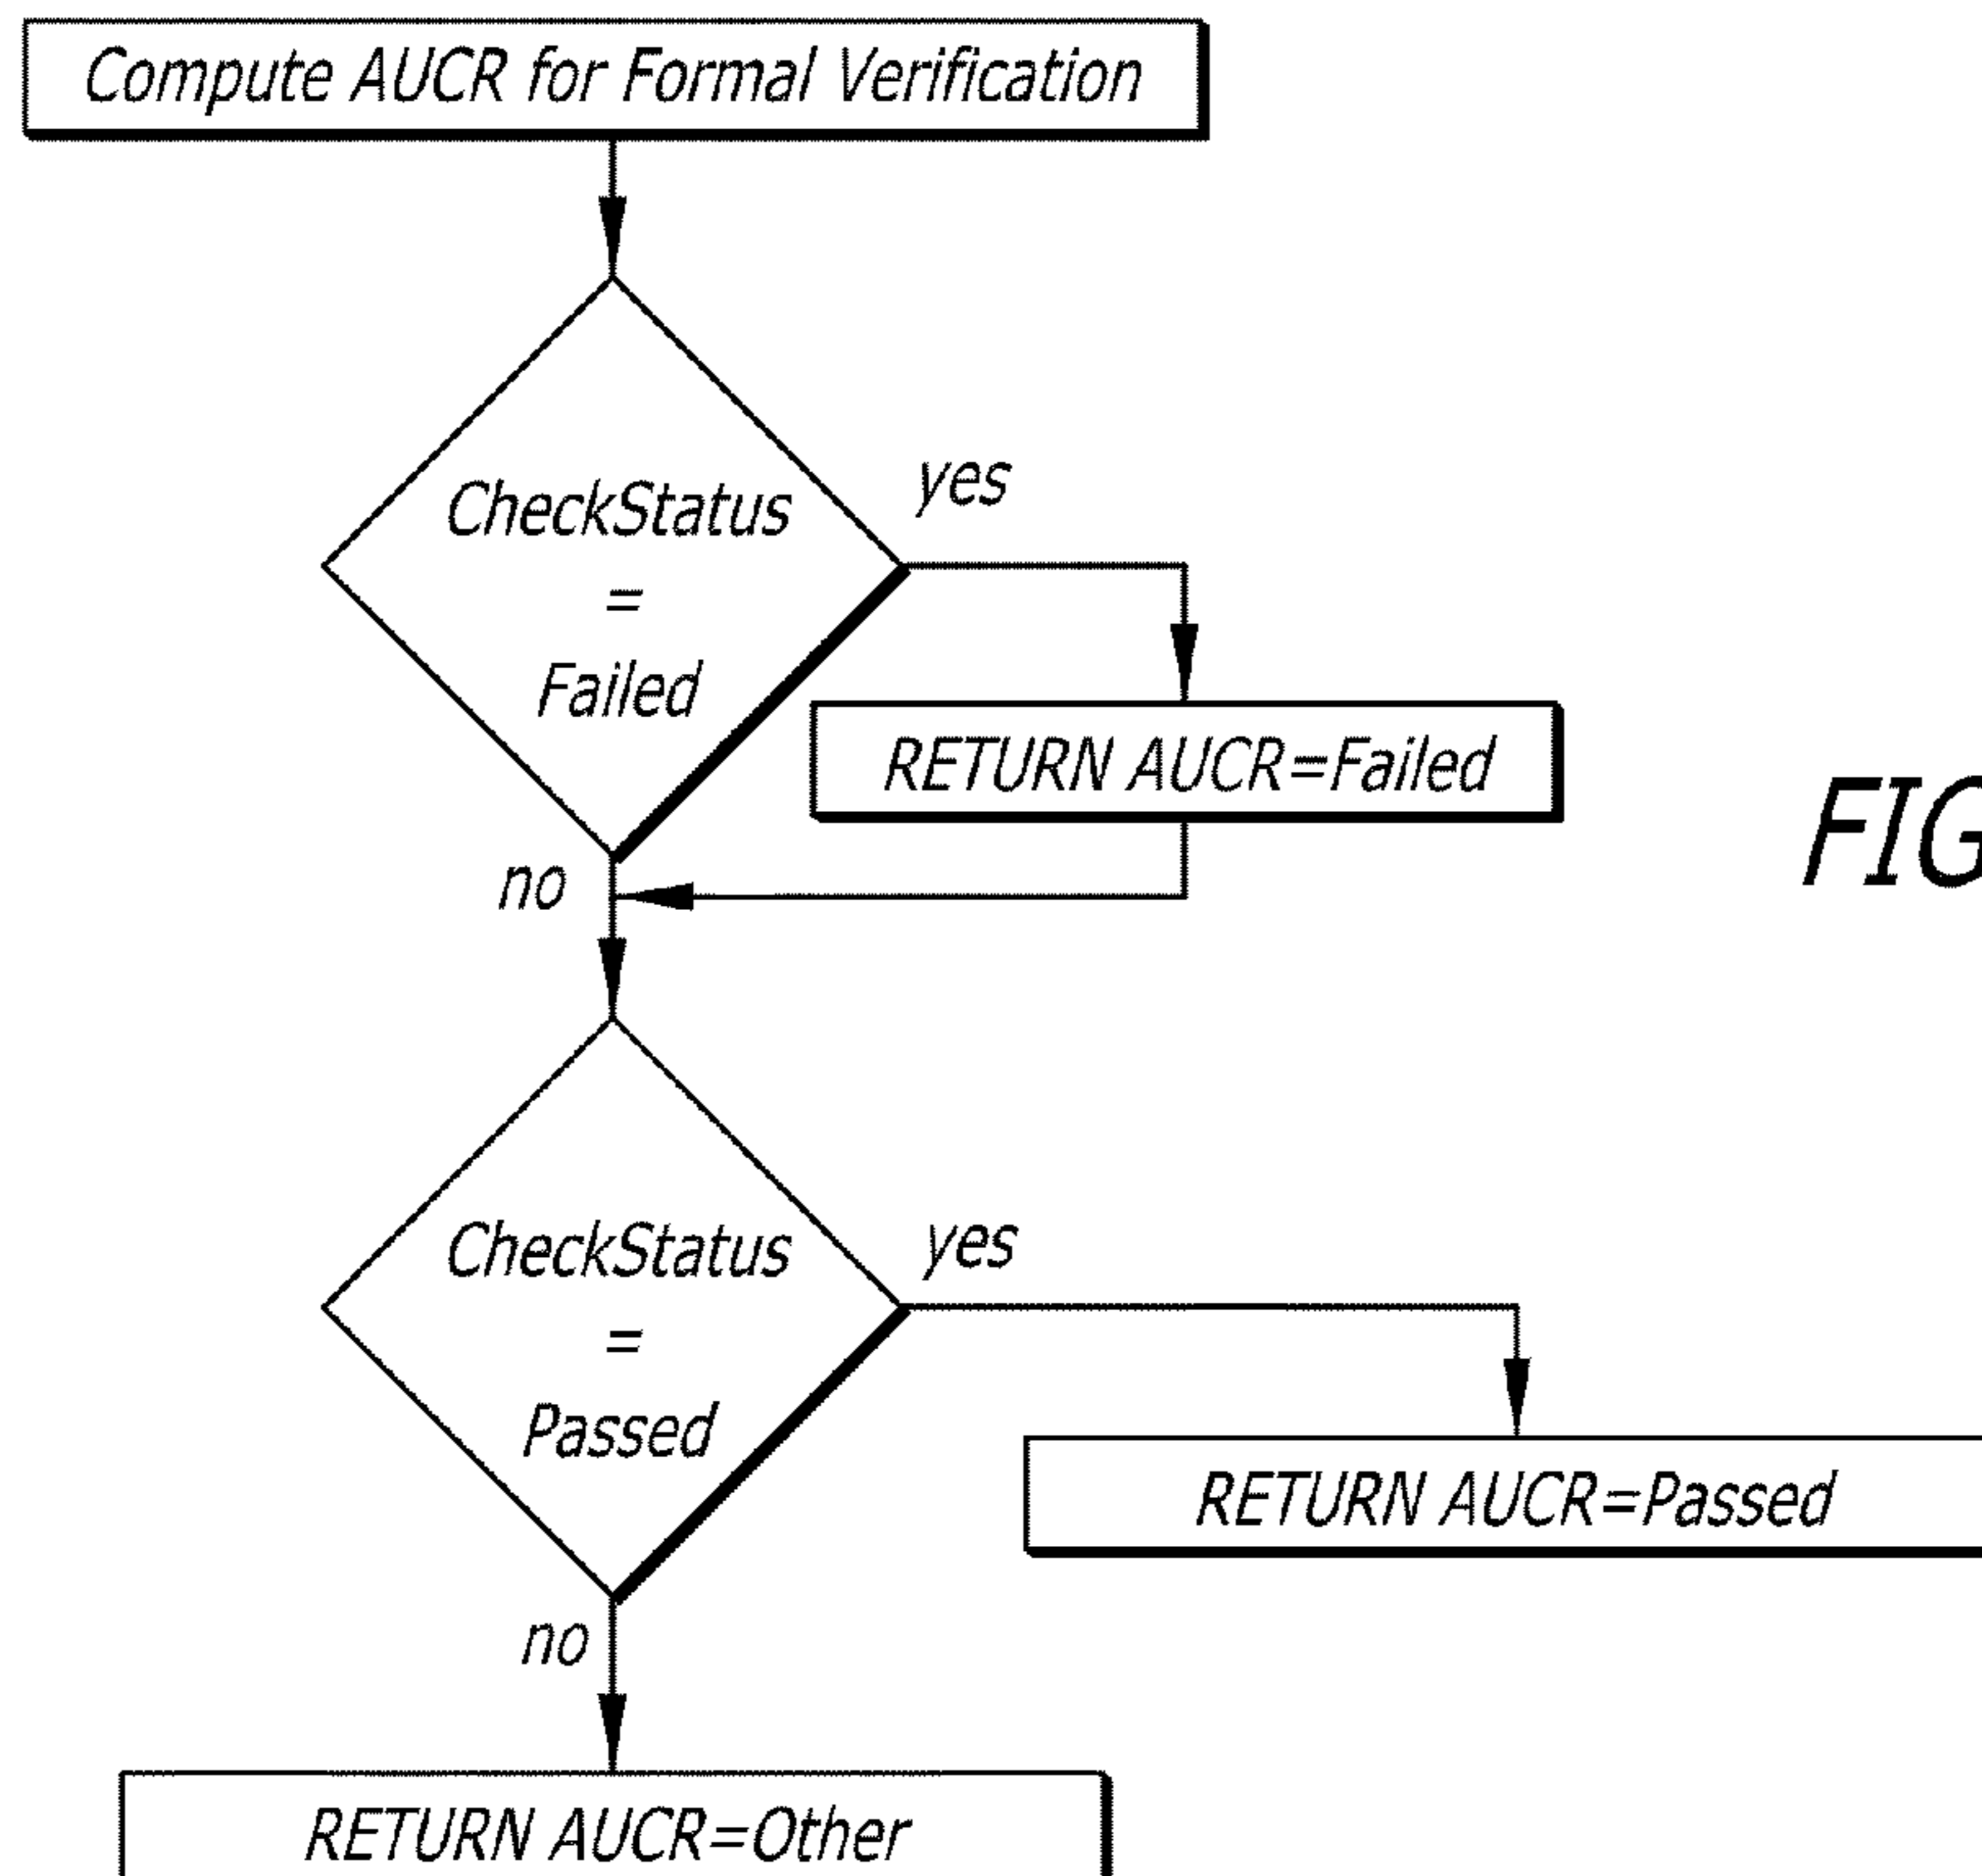 Compute AUCR for Formal Verification
CheckStatus
=
Failed
yes
RETURN AUCR=Failed
no
FIG
CheckStatus
=
Passed
yes
RETURN AUCR=Passed
no
RETURN AUCR=Other